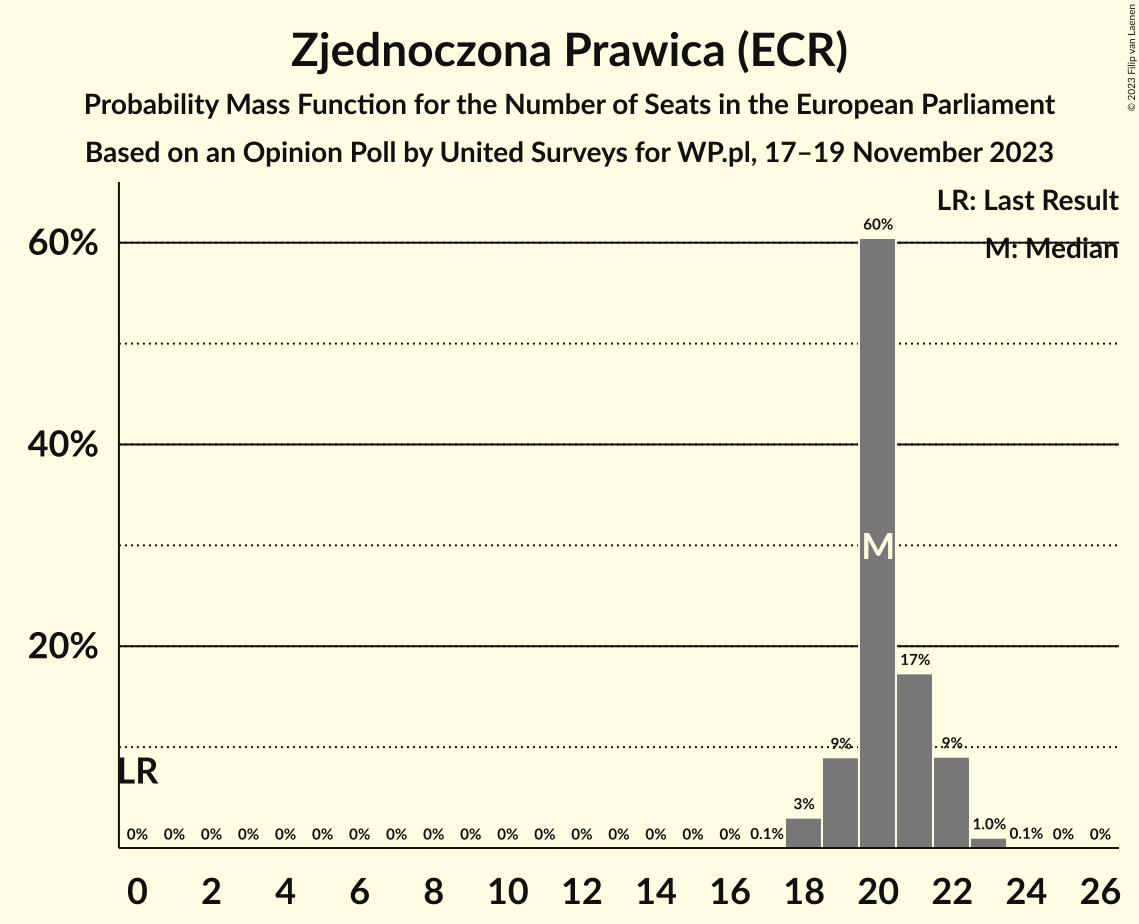 Zjednoczona Prawica (ECR)
Probability Mass Function for the Number of Seats in the European Parliament
Based on an Opinion Poll by United Surveys for WP.pl, 17–19 November 2023
© 2023 Filip van Laenen
LR: Last Result
M: Median
60%
40%
20%
60%
M
17%
9%
9%
LR
3%
0% 0% 0% 0% 0% 0% 0% 0% 0% 0% 0% 0% 0% 0% 0% 0% 0% 0.1% 1.0% 0.1% 0% 0%
0 2 4 6 8 10 12 14 16 18 20 22 24 26